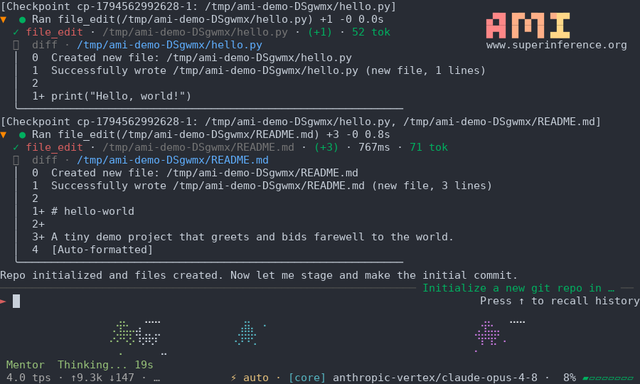 [Checkpoint cp-1794562992628-1: /tmp/ami-demo-DSgwmx/hello.py]
▼ ● Ran file_edit(/tmp/ami-demo-DSgwmx/hello.py) +1 -0 0.0s
AMI
✓ file_edit · /tmp/ami-demo-DSgwmx/hello.py · (+1) · 52 tok
diff · /tmp/ami-demo-DSgwmx/hello.py
www.superinference.org
0 Created new file: /tmp/ami-demo-DSgwmx/hello.py
1 Successfully wrote /tmp/ami-demo-DSgwmx/hello.py (new file, 1 lines)
2
1+ print("Hello, world!")
[Checkpoint cp-1794562992628-1: /tmp/ami-demo-DSgwmx/hello.py, /tmp/ami-demo-DSgwmx/README.md]
▼ ● Ran file_edit(/tmp/ami-demo-DSgwmx/README.md) +3 -0 0.8s
✓ file_edit · /tmp/ami-demo-DSgwmx/README.md · (+3) · 767ms · 71 tok
diff · /tmp/ami-demo-DSgwmx/README.md
0 Created new file: /tmp/ami-demo-DSgwmx/README.md
1 Successfully wrote /tmp/ami-demo-DSgwmx/README.md (new file, 3 lines)
2
1+ # hello-world
2+
3+ A tiny demo project that greets and bids farewell to the world.
4 [Auto-formatted]
Repo initialized and files created. Now let me stage and make the initial commit.
Initialize a new git repo in …
Press ↑ to recall history
Mentor Thinking... 19s
4.0 tps · ↑9.3k ↓147 · … ⚡ auto · [core] anthropic-vertex/claude-opus-4-8 · 8%